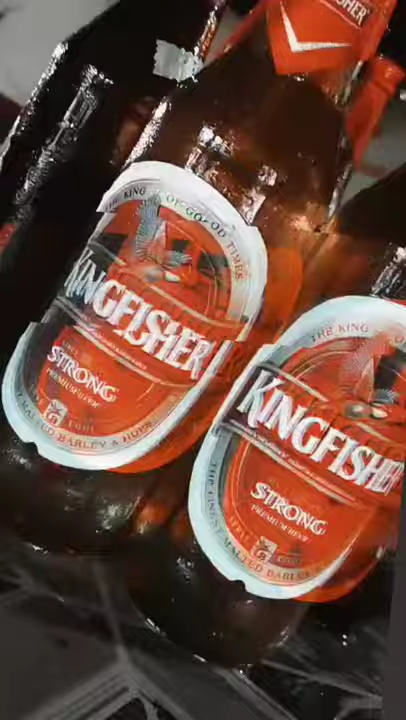 FISHER
THE KING OF GOOD TIMES
KINGFISHER
STRONG
PREMIUM BEER
MALTED BARLEY & HOPS
THE KING
KINGFISHER
STRONG
PREMIUM BEER
THE FINEST MALTED BARLEY